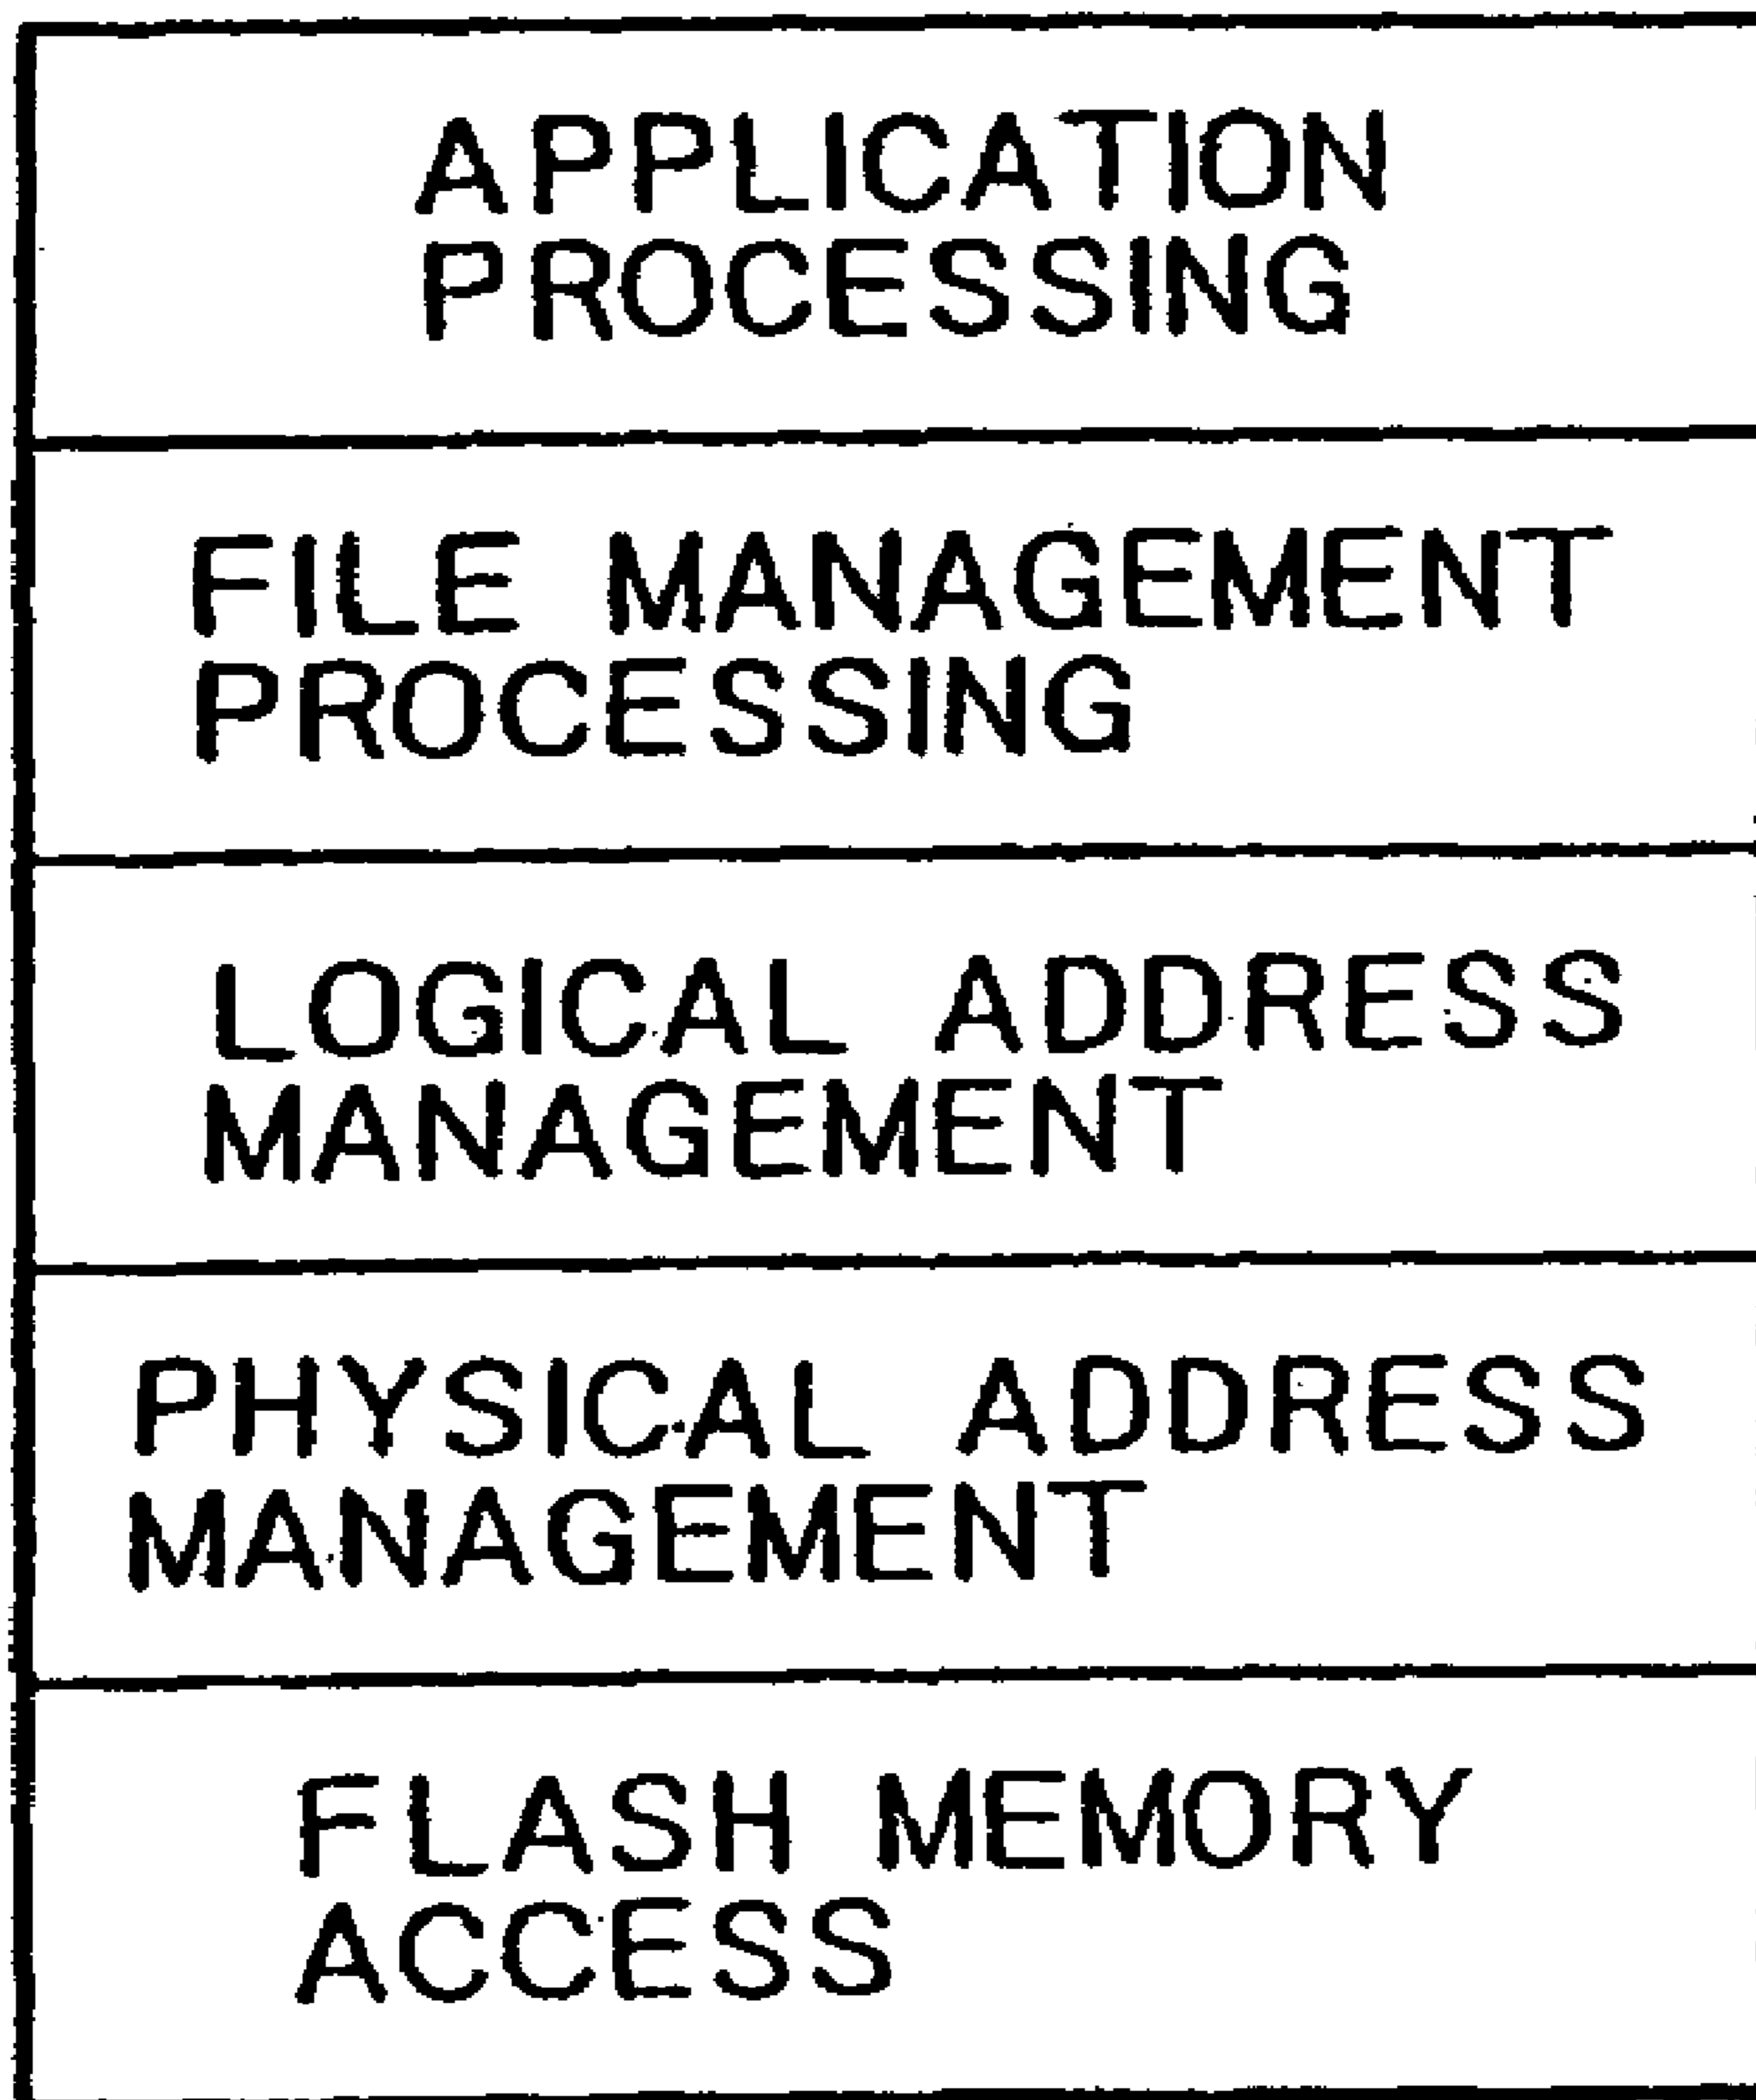 APPLICATION
PROCESSING
FILE MANAGEMENT
PROCESSING
LOGICAL ADDRESS
MANAGEMENT
PHYSICAL ADDRESS
MANAGEMENT
FLASH MEMORY
ACCESS